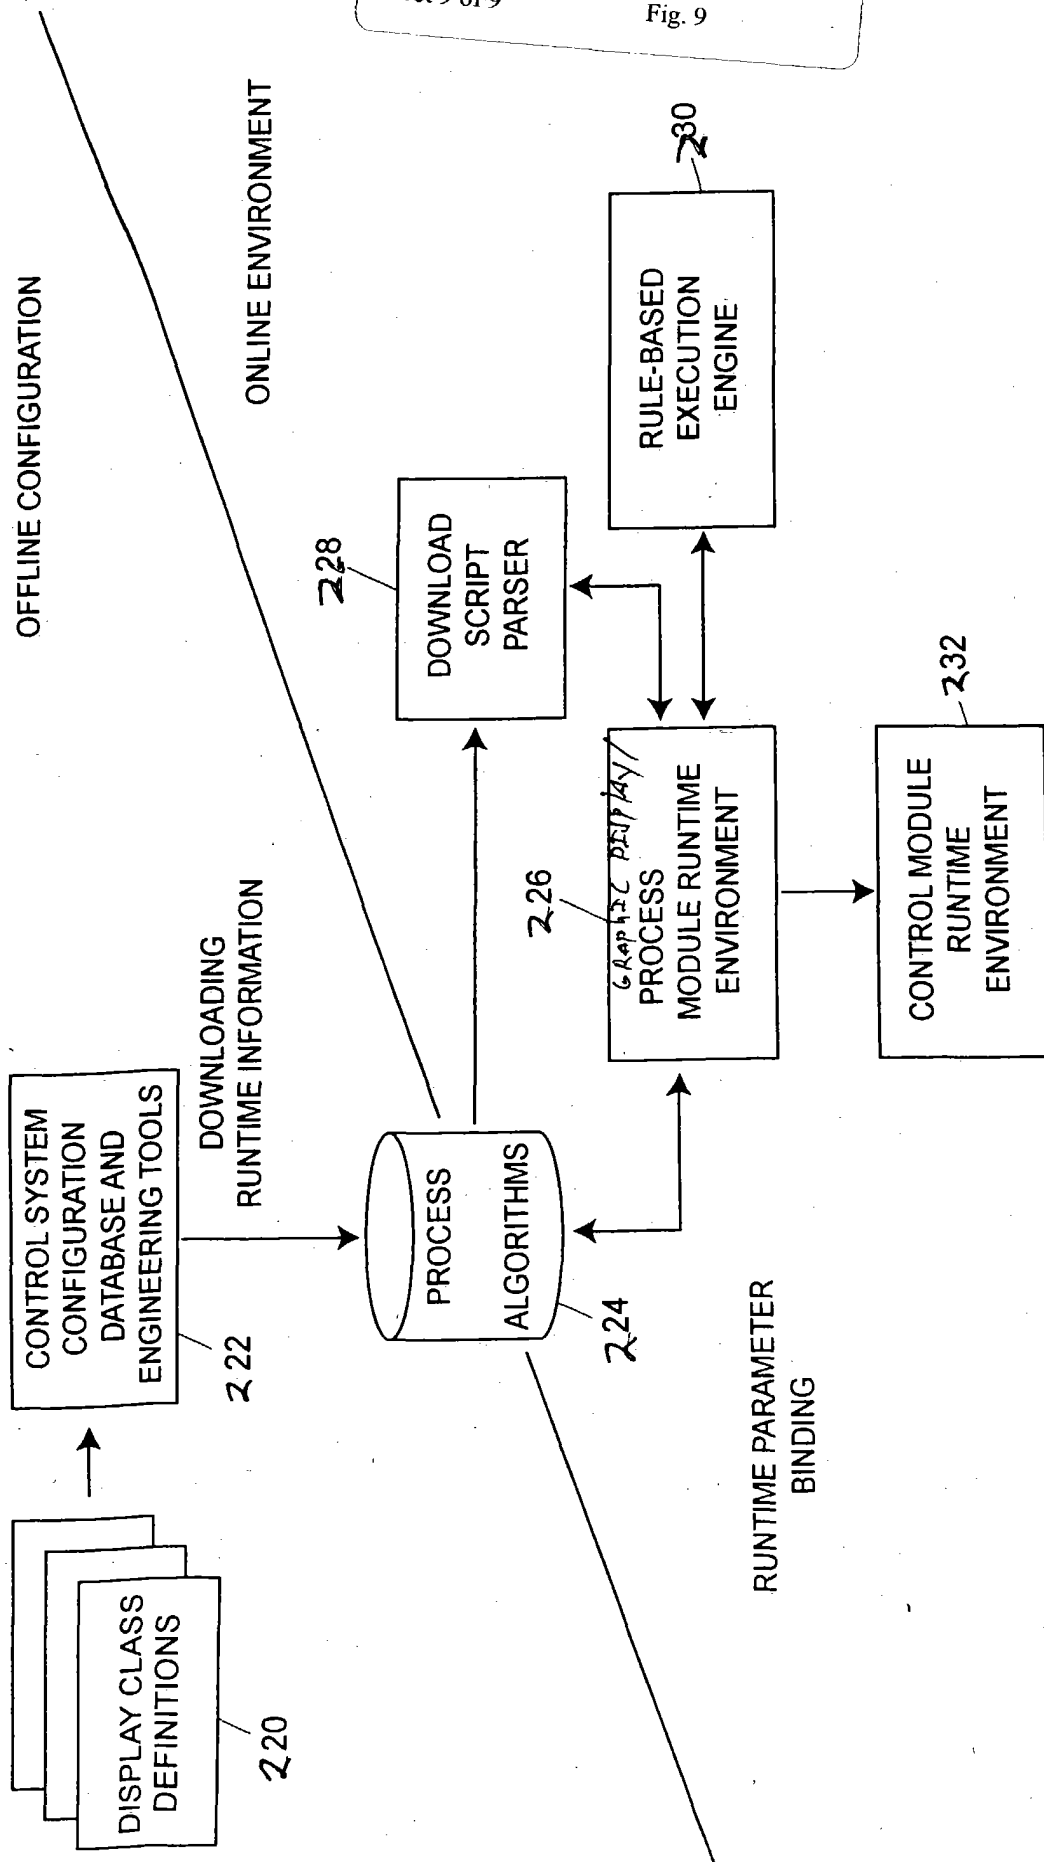 Fig. 9
OFFLINE CONFIGURATION
ONLINE ENVIRONMENT
DISPLAY CLASS
DEFINITIONS
220
CONTROL SYSTEM
CONFIGURATION
DATABASE AND
ENGINEERING TOOLS
222
DOWNLOADING
RUNTIME INFORMATION
PROCESS
ALGORITHMS
224
DOWNLOAD
SCRIPT
PARSER
228
GRAPHIC DISPLAY/
PROCESS
MODULE RUNTIME
ENVIRONMENT
226
RULE-BASED
EXECUTION
ENGINE
230
CONTROL MODULE
RUNTIME
ENVIRONMENT
232
RUNTIME PARAMETER
BINDING